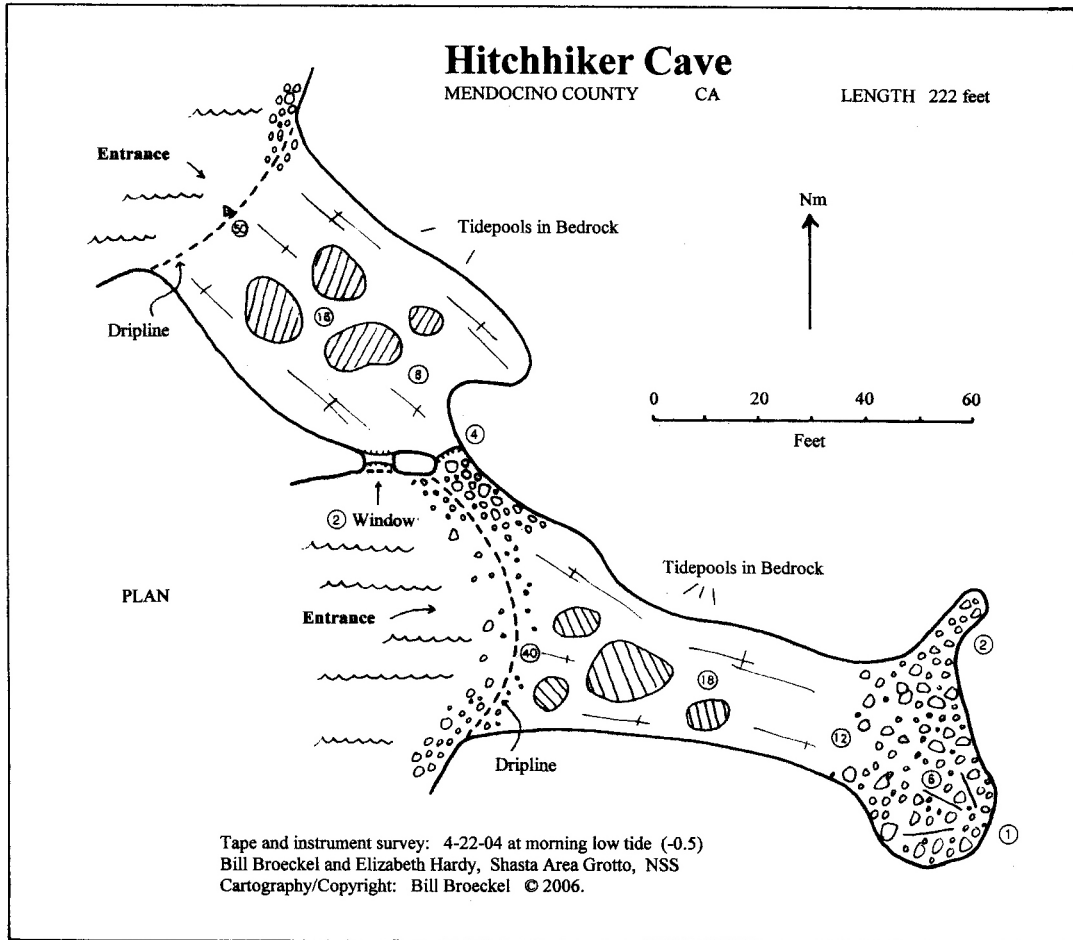 Hitchhiker Cave
MENDOCINO COUNTY CA LENGTH 222 feet
Entrance
Nm
Tidepools in Bedrock
50
Dripline
16
8
0 20 40 60
Feet
4
2 Window
PLAN
Tidepools in Bedrock
Entrance
2
40
18
12
6
Dripline
1
Tape and instrument survey: 4-22-04 at morning low tide (-0.5)
Bill Broeckel and Elizabeth Hardy, Shasta Area Grotto, NSS
Cartography/Copyright: Bill Broeckel © 2006.